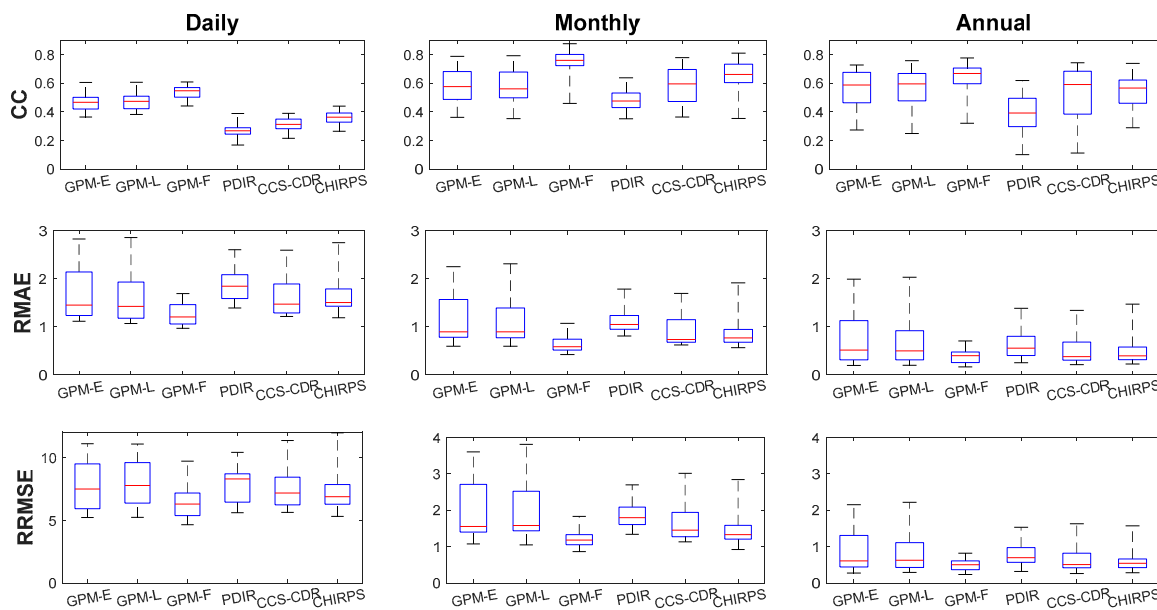 Daily Monthly Annual
CC
0.8 0.8 0.8
0.6 0.6 0.6
0.4 0.4 0.4
0.2 0.2 0.2
0 0 0
GPM-E GPM-L GPM-F PDIR CCS-CDR CHIRPS GPM-E GPM-L GPM-F PDIR CCS-CDR CHIRPS GPM-E GPM-L GPM-F PDIR CCS-CDR CHIRPS
RMAE
3 3 3
2 2 2
1 1 1
0 0 0
GPM-E GPM-L GPM-F PDIR CCS-CDR CHIRPS GPM-E GPM-L GPM-F PDIR CCS-CDR CHIRPS GPM-E GPM-L GPM-F PDIR CCS-CDR CHIRPS
RRMSE
4 4
10 3 3
2 2
5 1 1
0 0 0
GPM-E GPM-L GPM-F PDIR CCS-CDR CHIRPS GPM-E GPM-L GPM-F PDIR CCS-CDR CHIRPS GPM-E GPM-L GPM-F PDIR CCS-CDR CHIRPS